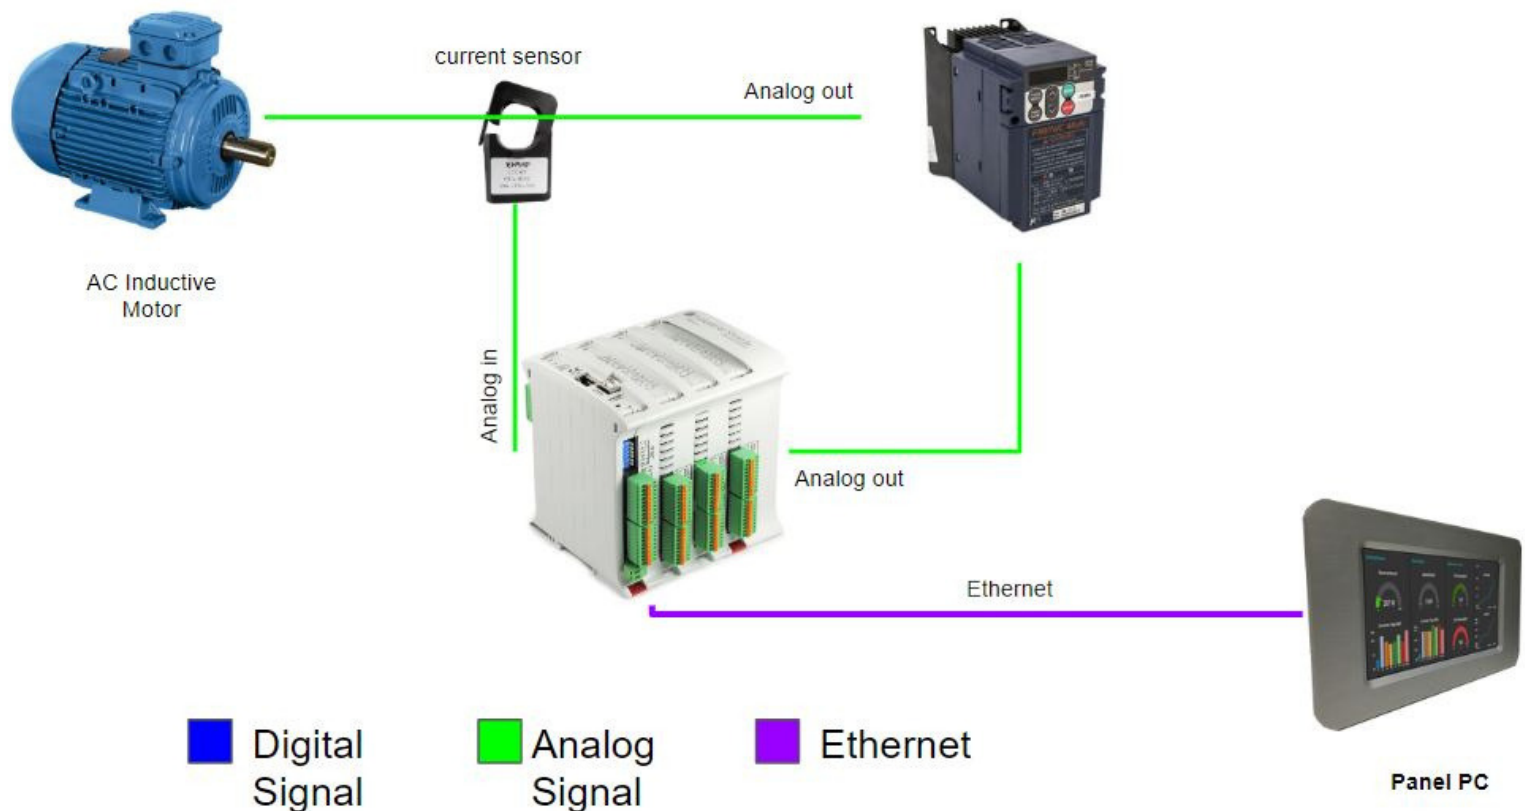 current sensor
Analog out
AC Inductive
Motor
Analog in
Analog out
Ethernet
Digital
Signal
Analog
Signal
Ethernet
Panel PC